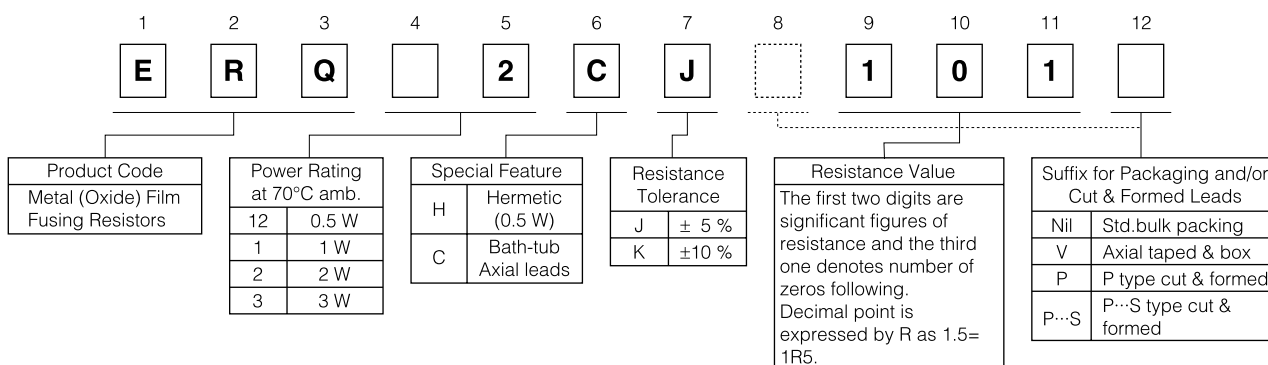 1 2 3 4 5 6 7 8 9 10 11 12
E R Q 2 C J 1 0 1
Product Code
Metal (Oxide) Film
Fusing Resistors
Power Rating
at 70°C amb.
12 0.5 W
1 1 W
2 2 W
3 3 W
Special Feature
H Hermetic
(0.5 W)
C Bath-tub
Axial leads
Resistance
Tolerance
J ± 5 %
K ±10 %
Resistance Value
The first two digits are
significant figures of
resistance and the third
one denotes number of
zeros following.
Decimal point is
expressed by R as 1.5=
1R5.
Suffix for Packaging and/or
Cut & Formed Leads
Nil Std.bulk packing
V Axial taped & box
P P type cut & formed
P···S P···S type cut &
formed